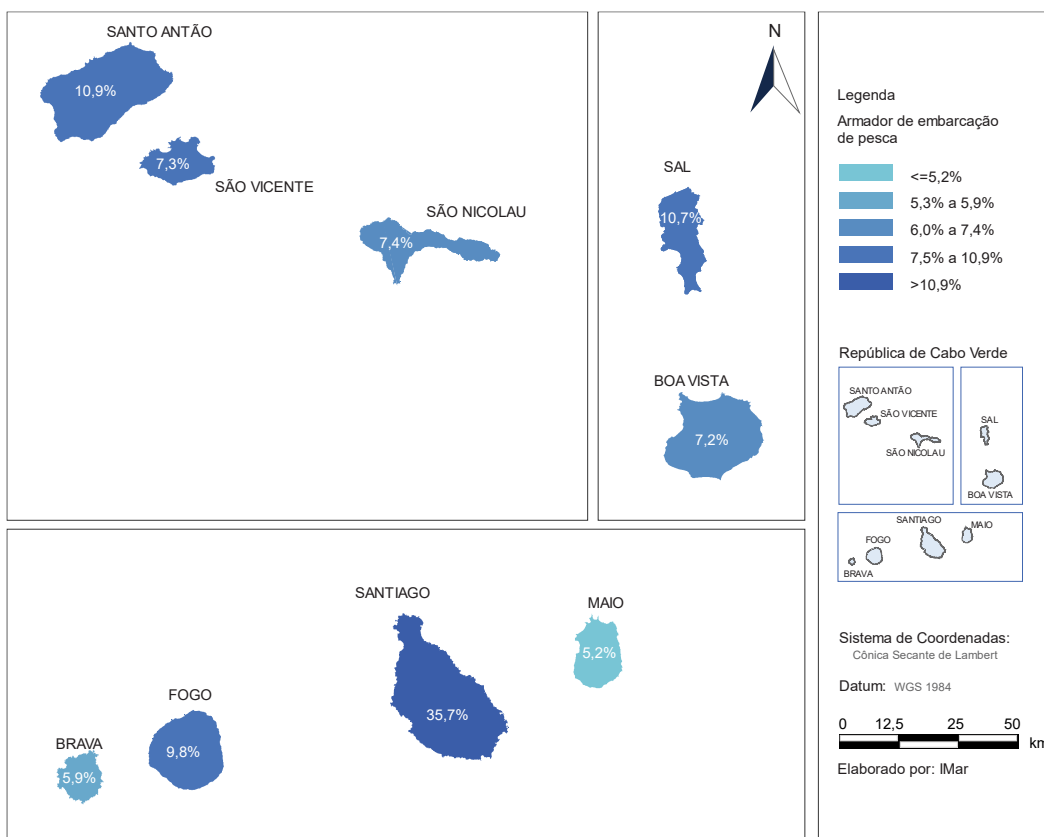 SANTO ANTÃO
10,9%
7,3%
SÃO VICENTE
SÃO NICOLAU
7,4%
N
SAL
10,7%
BOA VISTA
7,2%
SANTIAGO
35,7%
MAIO
5,2%
FOGO
9,8%
BRAVA
5,9%
Legenda
Armador de embarcação
de pesca
<=5,2%
5,3% a 5,9%
6,0% a 7,4%
7,5% a 10,9%
>10,9%
República de Cabo Verde
SANTO ANTÃO
SÃO VICENTE
SÃO NICOLAU
SAL
BOA VISTA
SANTIAGO
MAIO
FOGO
BRAVA
Sistema de Coordenadas:
Cônica Secante de Lambert
Datum: WGS 1984
0 12,5 25 50
km
Elaborado por: IMar